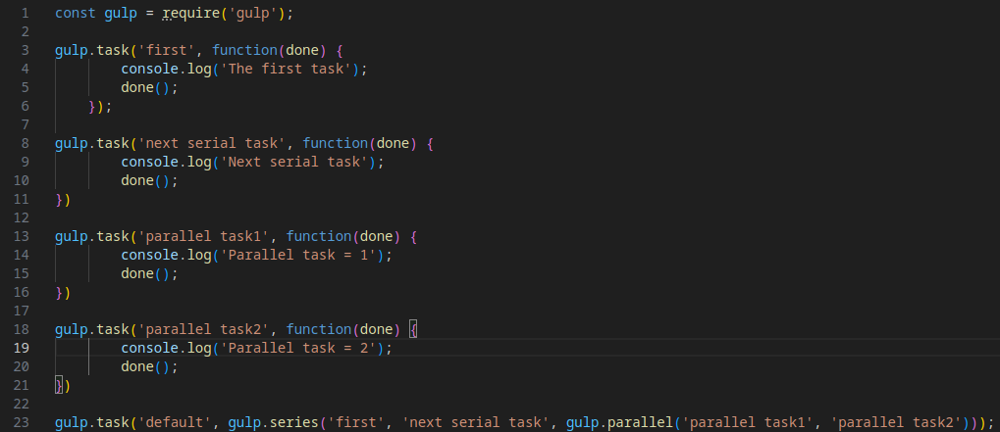 1 const gulp = require('gulp');
2
3 gulp.task('first', function(done) {
4 console.log('The first task');
5 done();
6 });
7
8 gulp.task('next serial task', function(done) {
9 console.log('Next serial task');
10 done();
11 })
12
13 gulp.task('parallel task1', function(done) {
14 console.log('Parallel task = 1');
15 done();
16 })
17
18 gulp.task('parallel task2', function(done) {
19 console.log('Parallel task = 2');
20 done();
21 })
22
23 gulp.task('default', gulp.series('first', 'next serial task', gulp.parallel('parallel task1', 'parallel task2')));